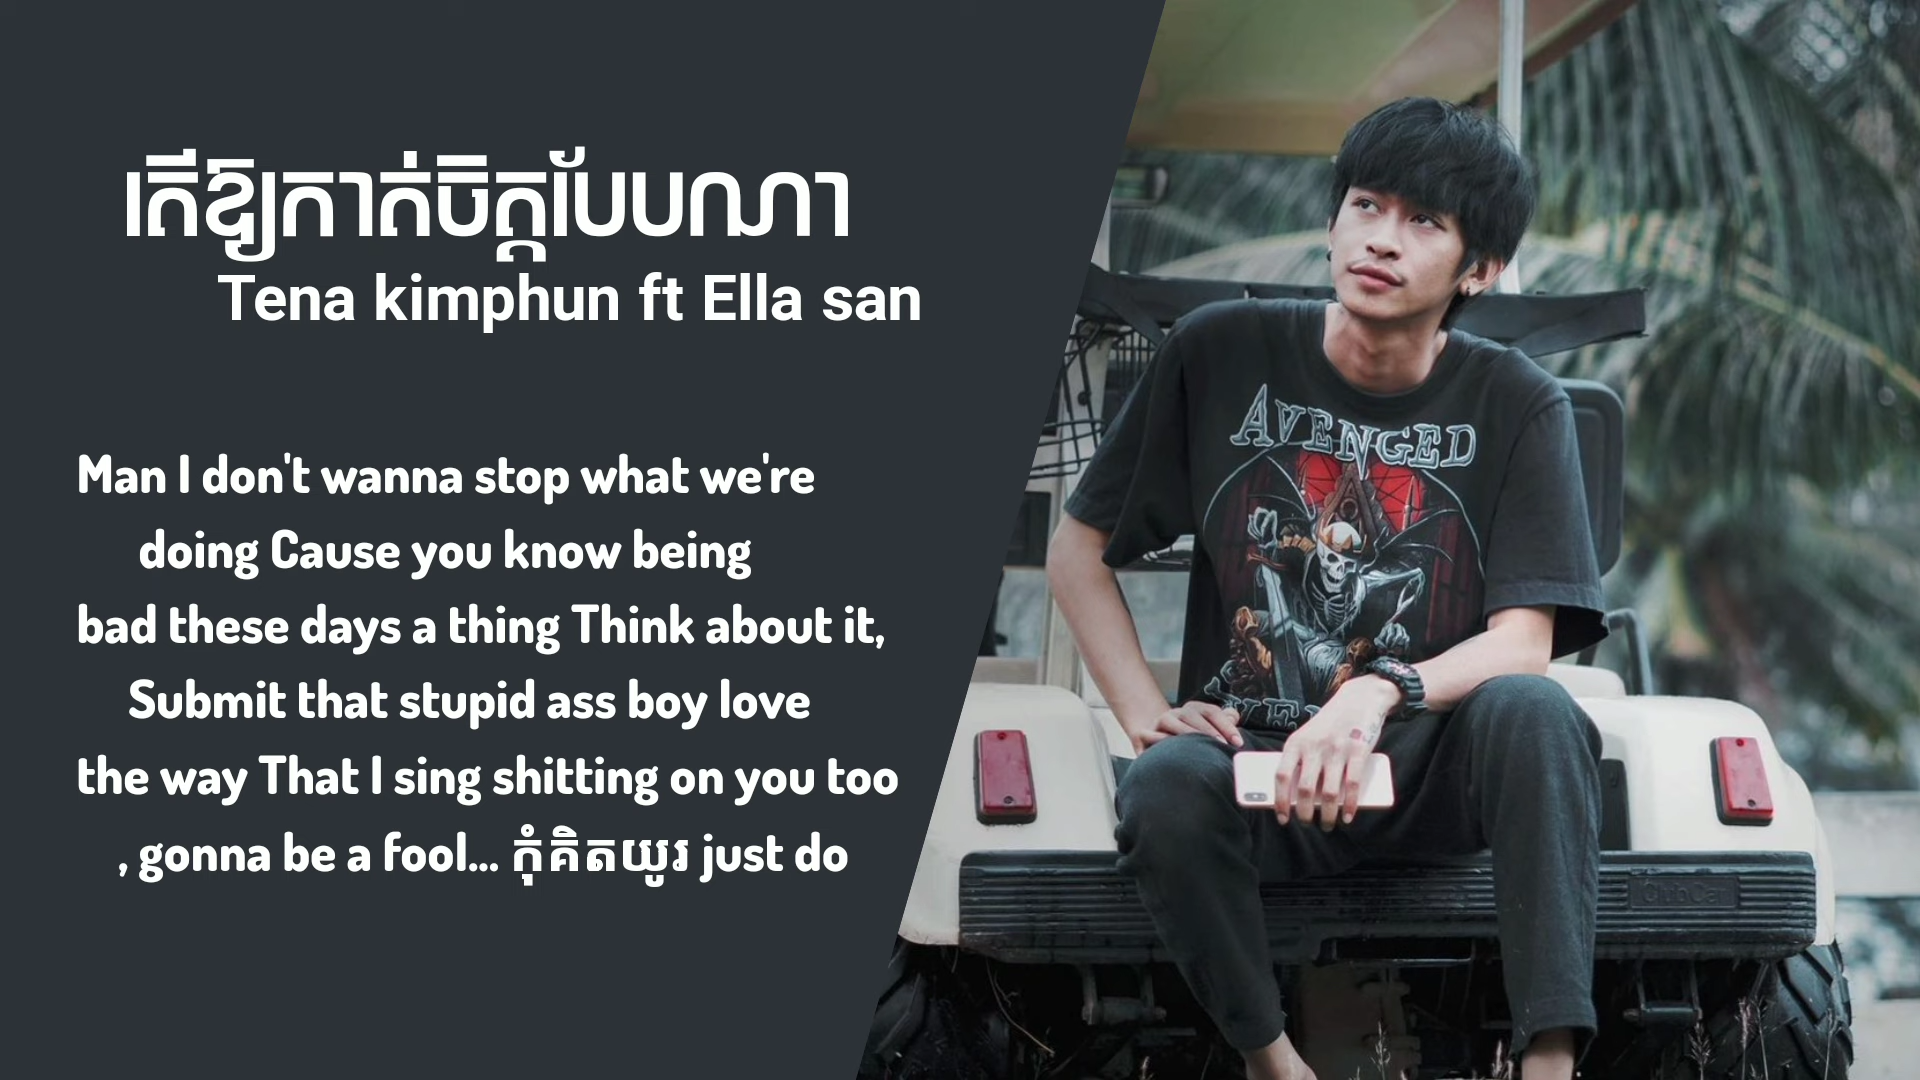 តើឱ្យកាត់ចិត្តបែបណា
Tena kimphun ft Ella san
Man I don't wanna stop what we're
doing Cause you know being
bad these days a thing Think about it,
Submit that stupid ass boy love
the way That I sing shitting on you too
, gonna be a fool... កុំគិតយូរ just do
AVENGED
ClubCar